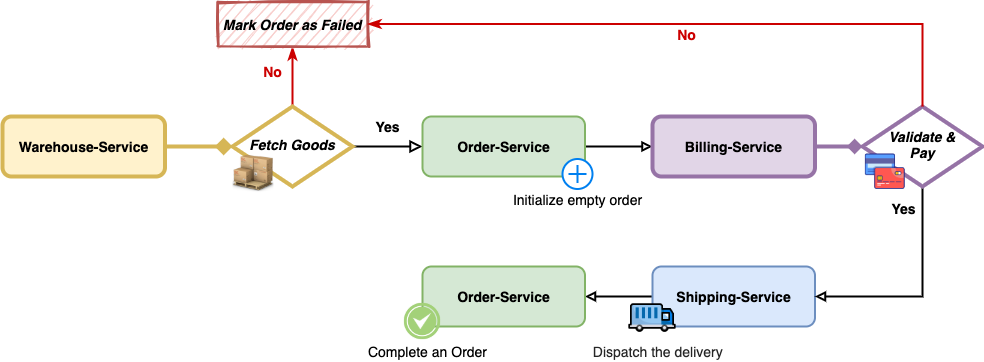 Mark Order as Failed
No
No
Warehouse-Service
Fetch Goods
Yes
Order-Service
Initialize empty order
Billing-Service
Validate &
Pay
Yes
Order-Service
Complete an Order
Shipping-Service
Dispatch the delivery